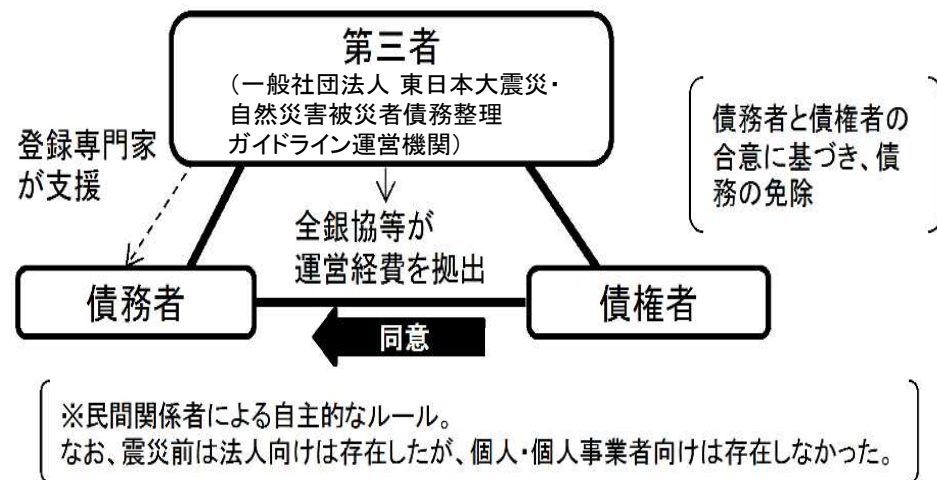 第三者
（一般社団法人 東日本大震災・
自然災害被災者債務整理
ガイドライン運営機関）
登録専門家
が支援
債務者と債権者の
合意に基づき、債
務の免除
全銀協等が
運営経費を拠出
債務者
債権者
同意
※民間関係者による自主的なルール。
なお、震災前は法人向けは存在したが、個人・個人事業者向けは存在しなかった。